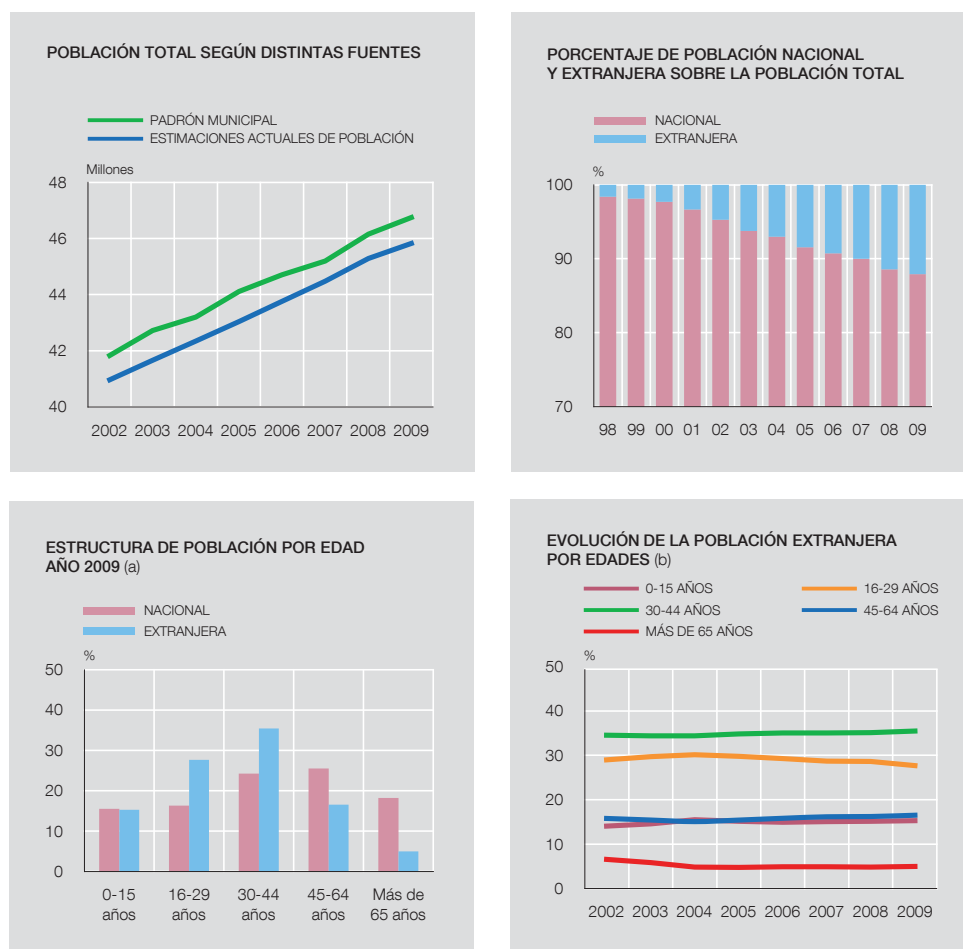 POBLACIÓN TOTAL SEGÚN DISTINTAS FUENTES
PADRÓN MUNICIPAL
ESTIMACIONES ACTUALES DE POBLACIÓN
Millones
48
46
44
42
40
2002 2003 2004 2005 2006 2007 2008 2009
PORCENTAJE DE POBLACIÓN NACIONAL
Y EXTRANJERA SOBRE LA POBLACIÓN TOTAL
NACIONAL
EXTRANJERA
%
100
90
80
70
98 99 00 01 02 03 04 05 06 07 08 09
ESTRUCTURA DE POBLACIÓN POR EDAD
AÑO 2009 (a)
NACIONAL
EXTRANJERA
%
50
40
30
20
10
0
0-15 16-29 30-44 45-64 Más de
años años años años 65 años
EVOLUCIÓN DE LA POBLACIÓN EXTRANJERA
POR EDADES (b)
0-15 AÑOS 16-29 AÑOS
30-44 AÑOS 45-64 AÑOS
MÁS DE 65 AÑOS
%
50
40
30
20
10
0
2002 2003 2004 2005 2006 2007 2008 2009